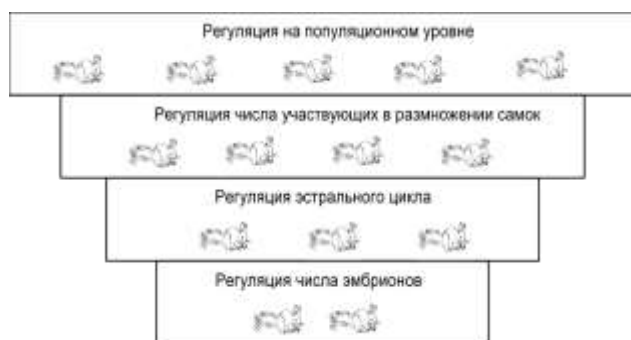 Регуляция на популяционном уровне
Регуляция числа участвующих в размножении самок
Регуляция эстрального цикла
Регуляция числа эмбрионов